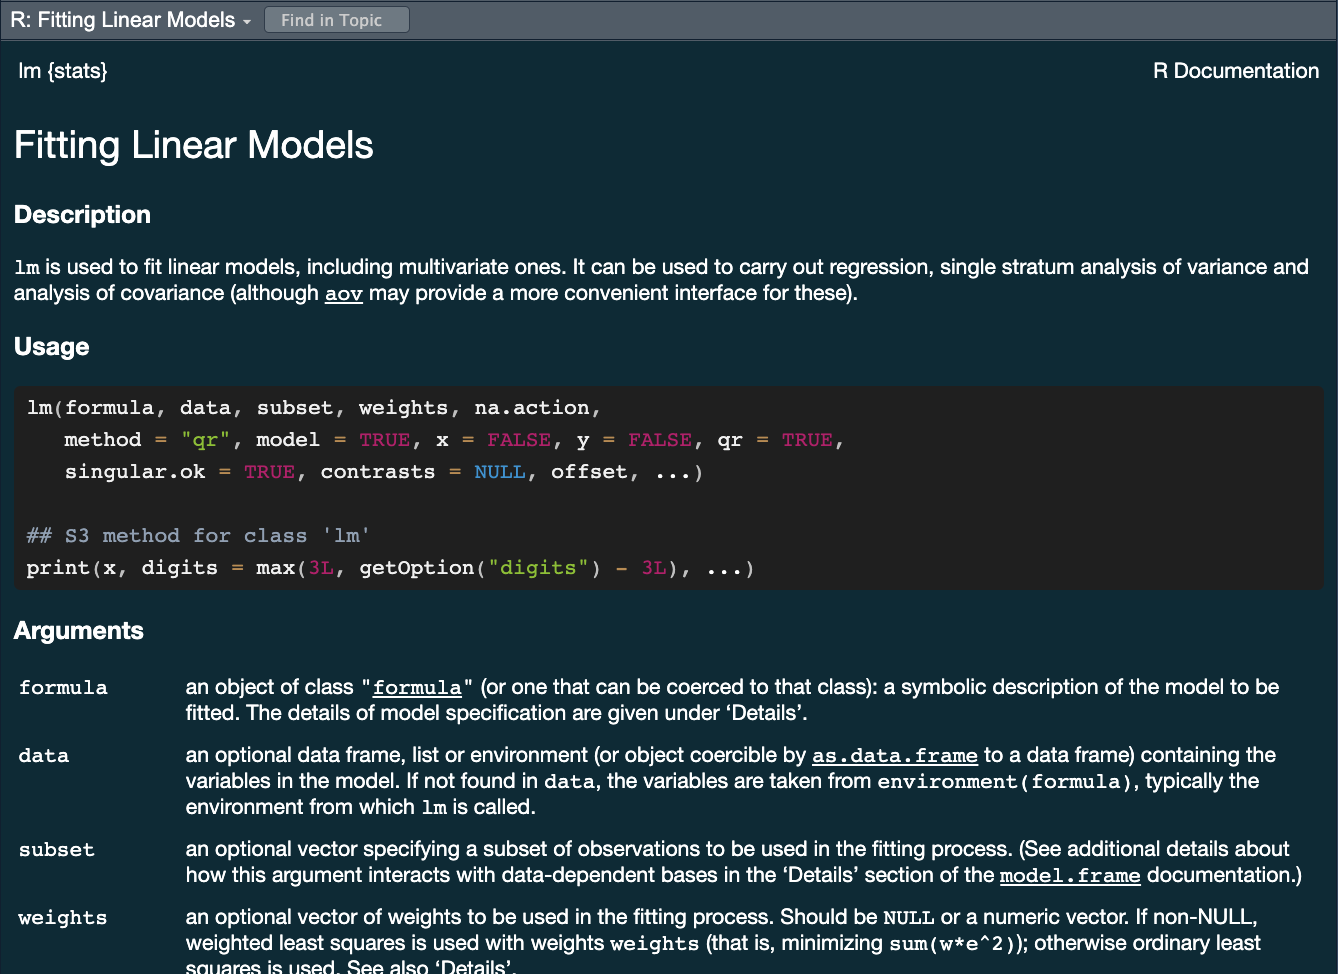 R: Fitting Linear Models Find in Topic
lm {stats} R Documentation
Fitting Linear Models
Description
lm is used to fit linear models, including multivariate ones. It can be used to carry out regression, single stratum analysis of variance and
analysis of covariance (although aov may provide a more convenient interface for these).
Usage
lm(formula, data, subset, weights, na.action,
   method = "qr", model = TRUE, x = FALSE, y = FALSE, qr = TRUE,
   singular.ok = TRUE, contrasts = NULL, offset, ...)
## S3 method for class 'lm'
print(x, digits = max(3L, getOption("digits") - 3L), ...)
Arguments
formula an object of class "formula" (or one that can be coerced to that class): a symbolic description of the model to be
fitted. The details of model specification are given under ‘Details’.
data an optional data frame, list or environment (or object coercible by as.data.frame to a data frame) containing the
variables in the model. If not found in data, the variables are taken from environment(formula), typically the
environment from which lm is called.
subset an optional vector specifying a subset of observations to be used in the fitting process. (See additional details about
how this argument interacts with data-dependent bases in the ‘Details’ section of the model.frame documentation.)
weights an optional vector of weights to be used in the fitting process. Should be NULL or a numeric vector. If non-NULL,
weighted least squares is used with weights weights (that is, minimizing sum(w*e^2)); otherwise ordinary least
squares is used. See also ‘Details’.